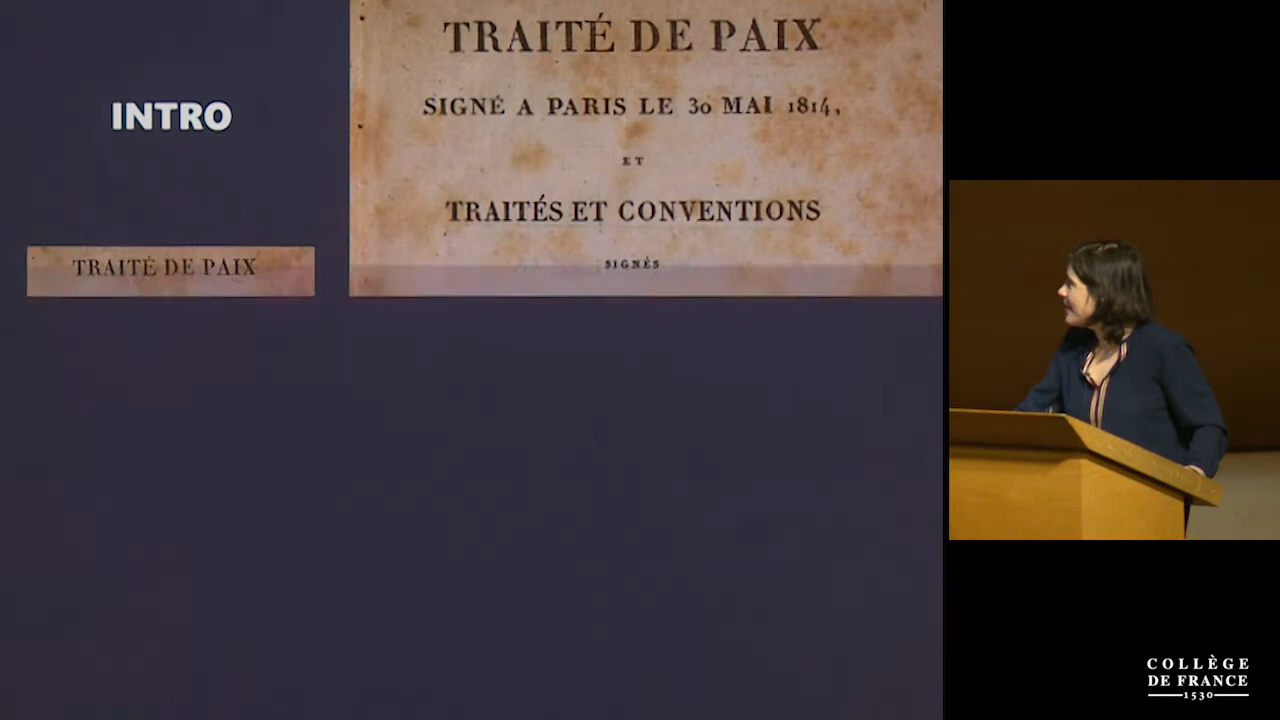 INTRO
TRAITÉ DE PAIX
TRAITÉ DE PAIX
SIGNÉ A PARIS LE 30 MAI 1814,
ET
TRAITÉS ET CONVENTIONS
SIGNÉS
COLLÈGE
DE FRANCE
1530